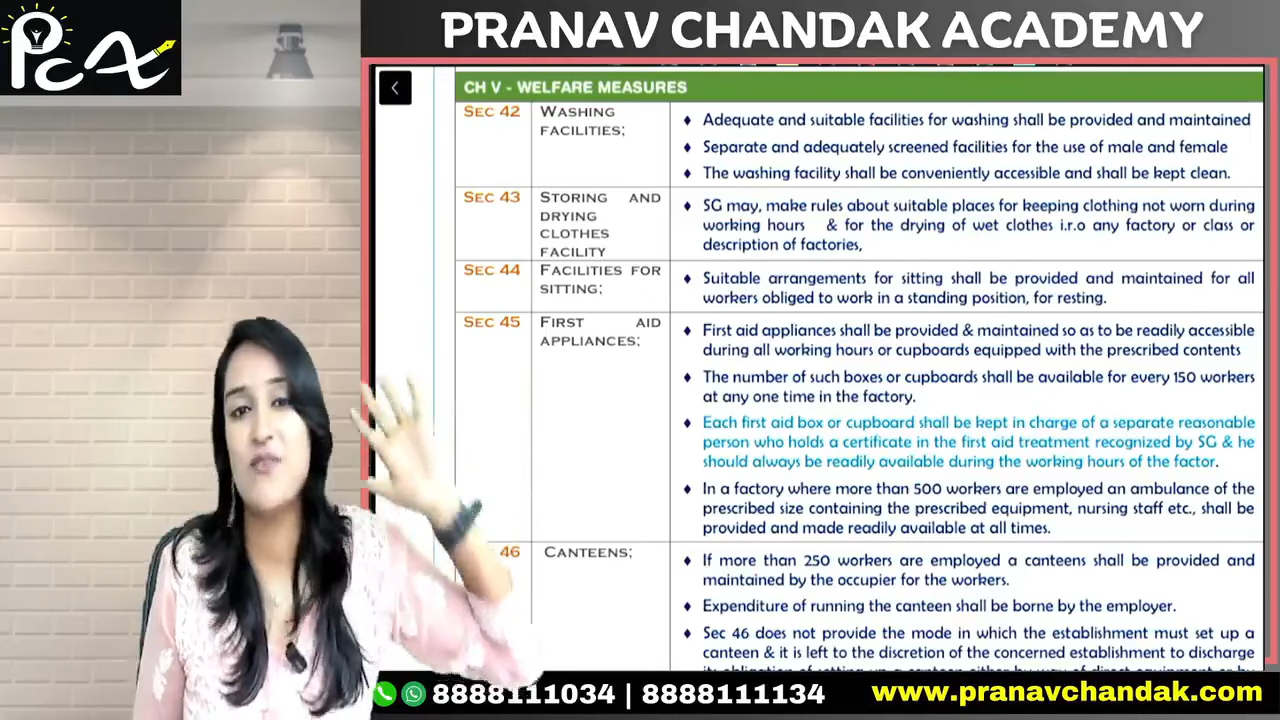 PCA
PRANAV CHANDAK ACADEMY
CH V - WELFARE MEASURES
SEC 42
WASHING
FACILITIES;
♦ Adequate and suitable facilities for washing shall be provided and maintained
♦ Separate and adequately screened facilities for the use of male and female
♦ The washing facility shall be conveniently accessible and shall be kept clean.
SEC 43
STORING AND
DRYING
CLOTHES
FACILITY
♦ SG may, make rules about suitable places for keeping clothing not worn during
working hours & for the drying of wet clothes i.r.o any factory or class or
description of factories,
SEC 44
FACILITIES FOR
SITTING;
♦ Suitable arrangements for sitting shall be provided and maintained for all
workers obliged to work in a standing position, for resting.
SEC 45
FIRST AID
APPLIANCES;
♦ First aid appliances shall be provided & maintained so as to be readily accessible
during all working hours or cupboards equipped with the prescribed contents
♦ The number of such boxes or cupboards shall be available for every 150 workers
at any one time in the factory.
♦ Each first aid box or cupboard shall be kept in charge of a separate reasonable
person who holds a certificate in the first aid treatment recognized by SG & he
should always be readily available during the working hours of the factor.
♦ In a factory where more than 500 workers are employed an ambulance of the
prescribed size containing the prescribed equipment, nursing staff etc., shall be
provided and made readily available at all times.
46
CANTEENS;
♦ If more than 250 workers are employed a canteens shall be provided and
maintained by the occupier for the workers.
♦ Expenditure of running the canteen shall be borne by the employer.
♦ Sec 46 does not provide the mode in which the establishment must set up a
canteen & it is left to the discretion of the concerned establishment to discharge
8888111034 | 8888111134
www.pranavchandak.com